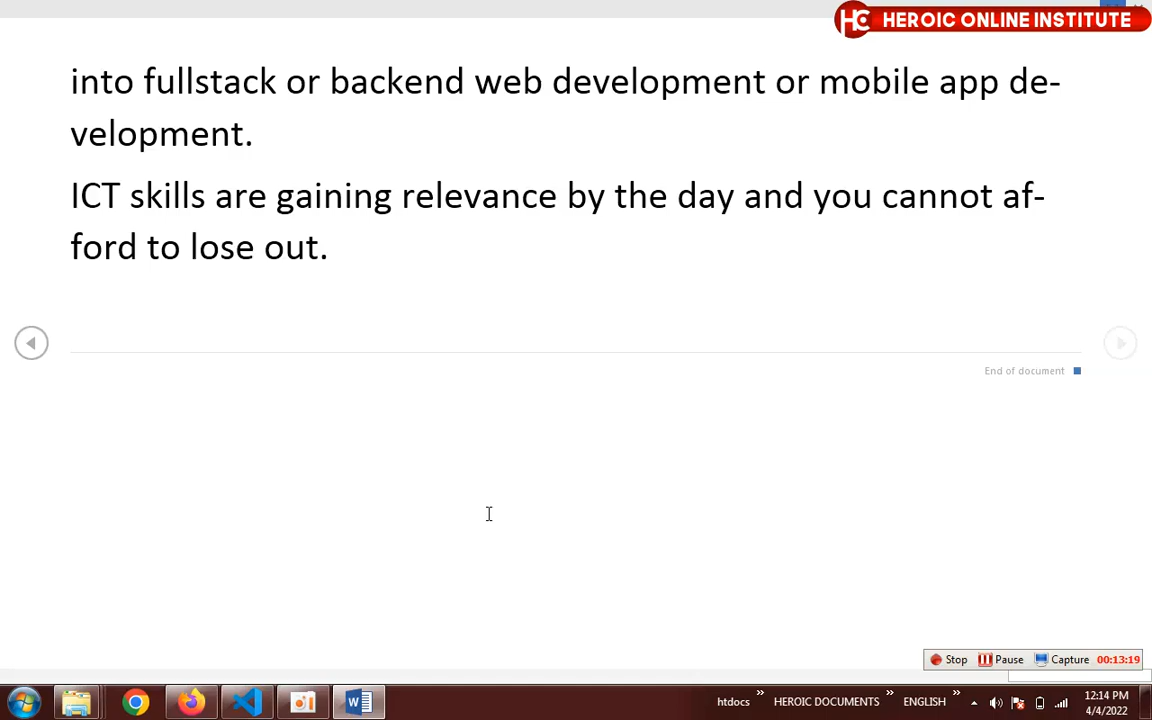 HC HEROIC ONLINE INSTITUTE
into fullstack or backend web development or mobile app de-
velopment.
ICT skills are gaining relevance by the day and you cannot af-
ford to lose out.
End of document
Stop Pause Capture 00:13:19
htdocs » HEROIC DOCUMENTS » ENGLISH » 12:14 PM
4/4/2022